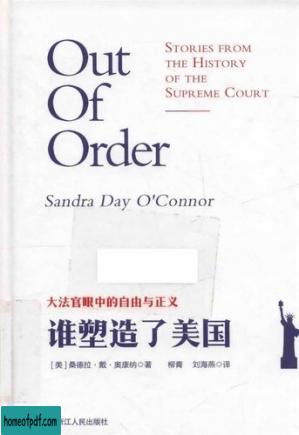 Out
Of
Order
STORIES FROM
THE HISTORY
OF THE
SUPREME COURT
Sandra Day O'Connor
大法官眼中的自由与正义
谁塑造了美国
[美]桑德拉·戴·奥康纳◎著 柳青 刘海燕◎译
浙江人民出版社
homeofpdf.com
homeofpdf.com